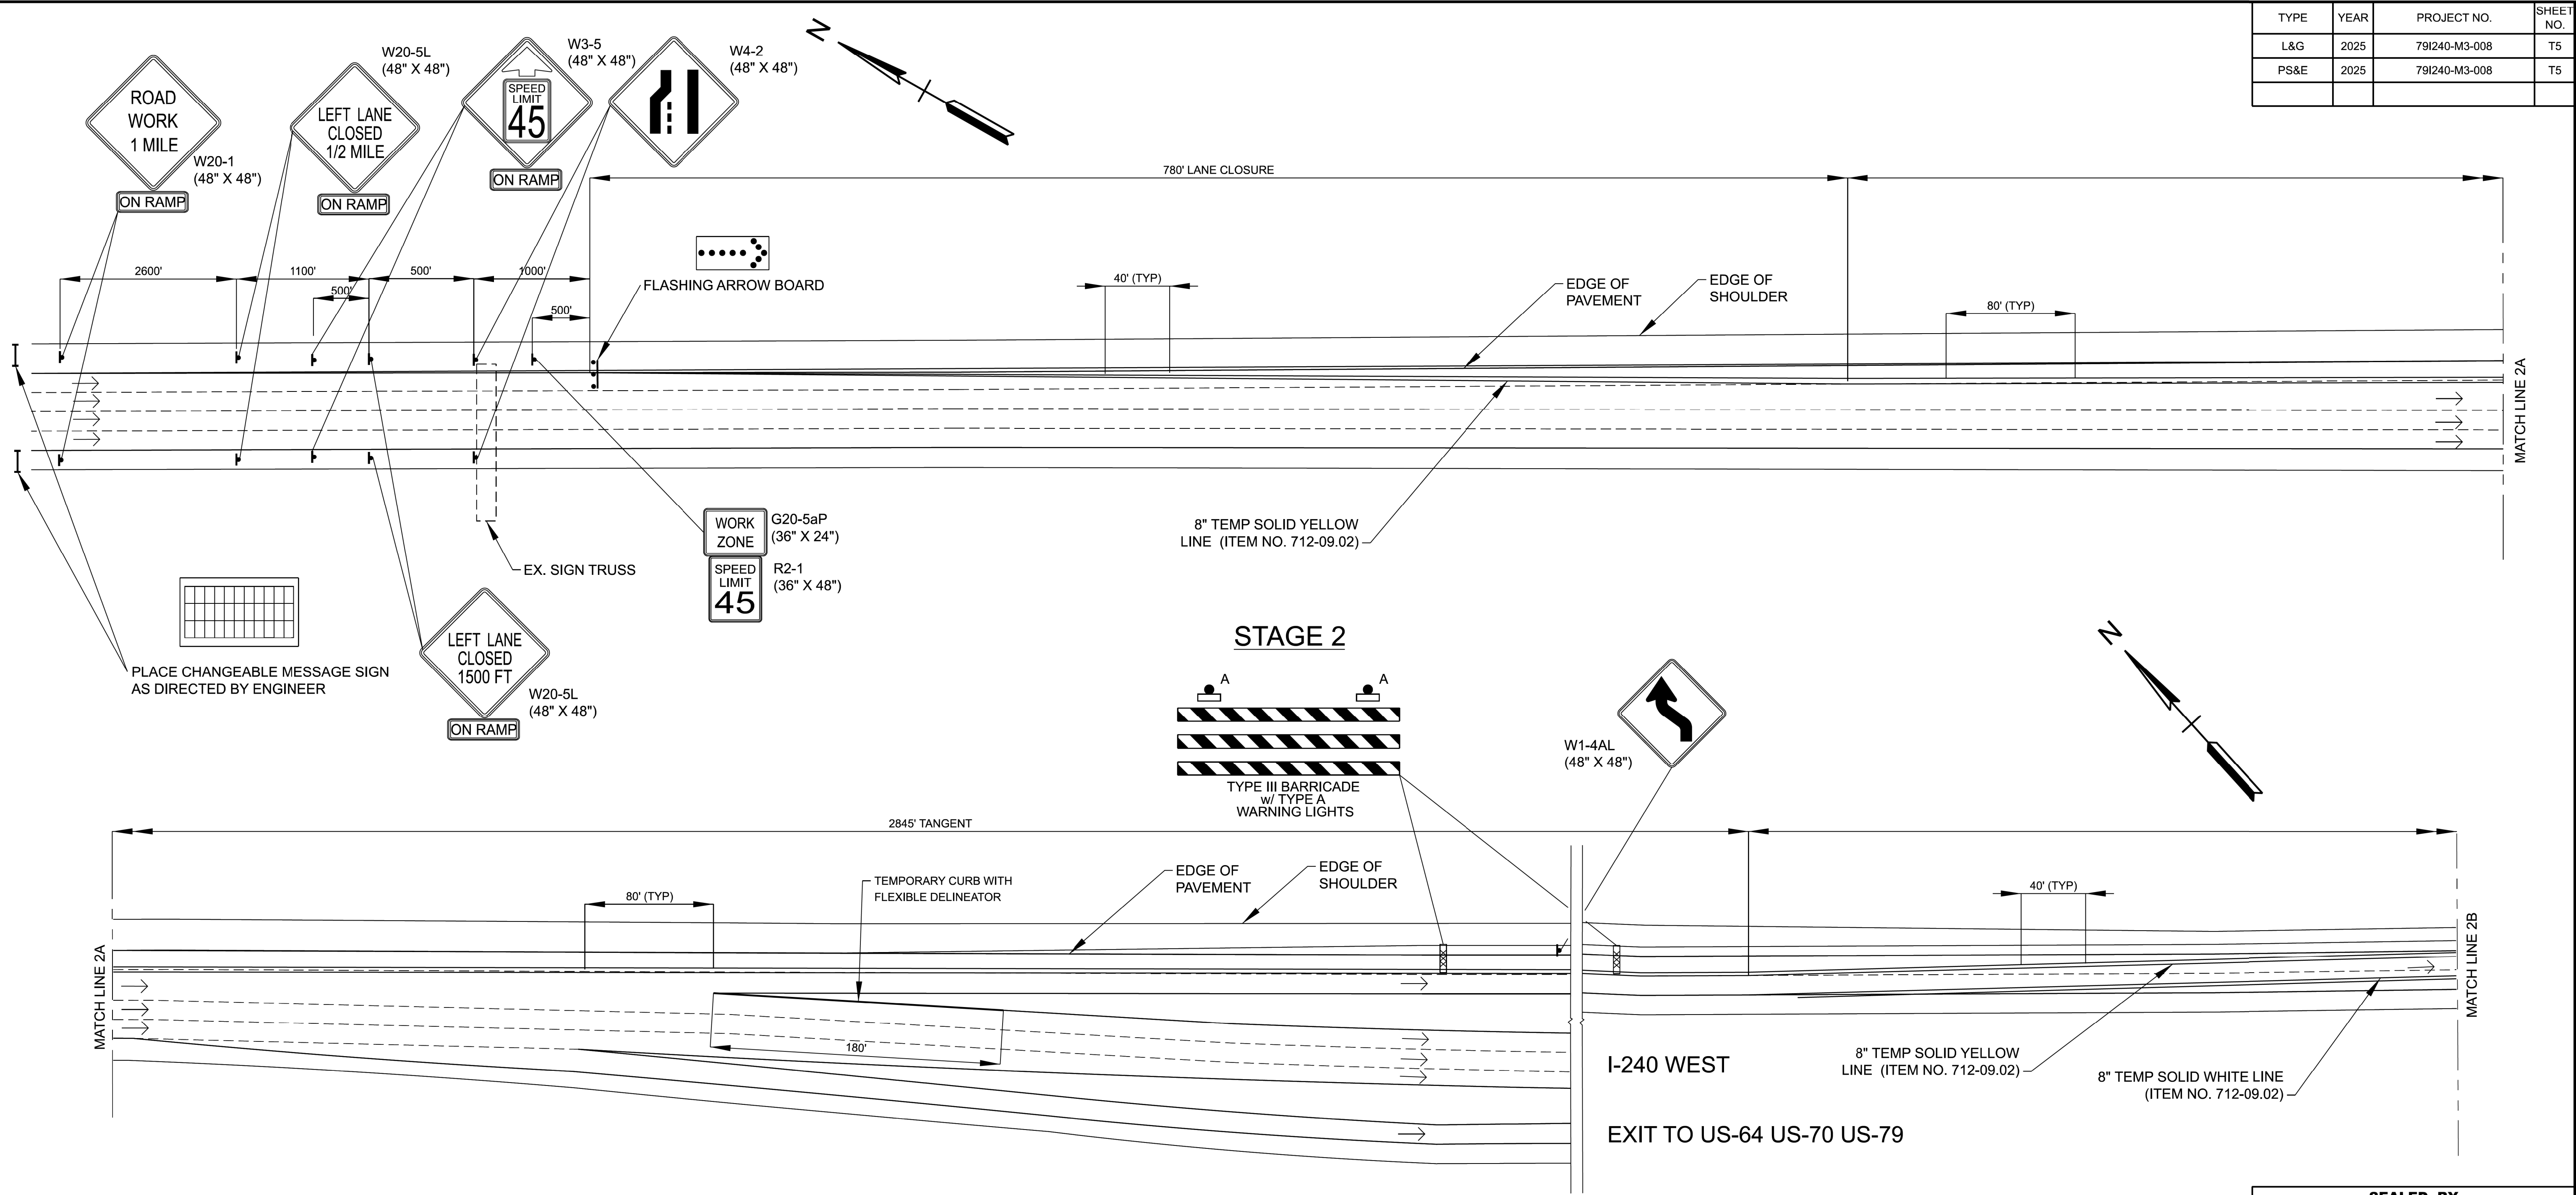 TYPE YEAR PROJECT NO. SHEET NO.
L&G 2025 79I240-M3-008 T5
PS&E 2025 79I240-M3-008 T5
ROAD
WORK
1 MILE
ON RAMP
W20-1
(48" X 48")
LEFT LANE
CLOSED
1/2 MILE
ON RAMP
W20-5L
(48" X 48")
SPEED
LIMIT
45
ON RAMP
W3-5
(48" X 48")
W4-2
(48" X 48")
N
780' LANE CLOSURE
FLASHING ARROW BOARD
2600'
1100'
500'
1000'
500'
500'
40' (TYP)
EDGE OF
PAVEMENT
EDGE OF
SHOULDER
80' (TYP)
MATCH LINE 2A
8" TEMP SOLID YELLOW
LINE (ITEM NO. 712-09.02)
WORK
ZONE
G20-5aP
(36" X 24")
SPEED
LIMIT
45
R2-1
(36" X 48")
EX. SIGN TRUSS
PLACE CHANGEABLE MESSAGE SIGN
AS DIRECTED BY ENGINEER
LEFT LANE
CLOSED
1500 FT
ON RAMP
W20-5L
(48" X 48")
STAGE 2
A
A
TYPE III BARRICADE
w/ TYPE A
WARNING LIGHTS
W1-4AL
(48" X 48")
N
2845' TANGENT
80' (TYP)
TEMPORARY CURB WITH
FLEXIBLE DELINEATOR
EDGE OF
PAVEMENT
EDGE OF
SHOULDER
40' (TYP)
MATCH LINE 2A
MATCH LINE 2B
180'
I-240 WEST
8" TEMP SOLID YELLOW
LINE (ITEM NO. 712-09.02)
8" TEMP SOLID WHITE LINE
(ITEM NO. 712-09.02)
EXIT TO US-64 US-70 US-79
SEALED BY